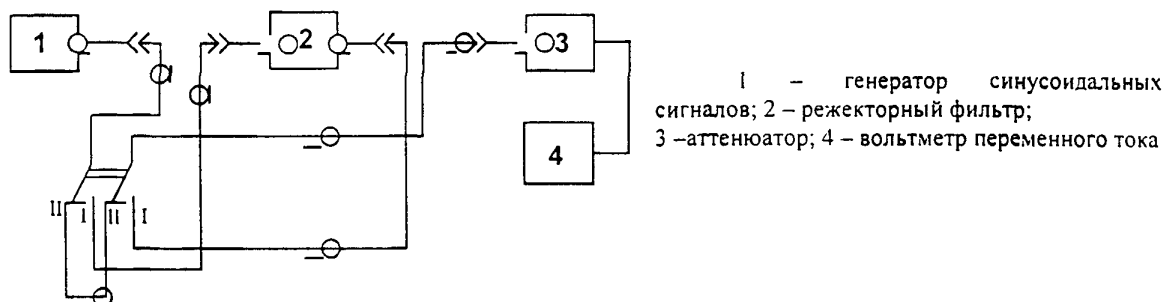 1
2
3
4
II
I
II
I
I – генератор синусоидальных
сигналов; 2 – режекторный фильтр;
3 –аттенюатор; 4 – вольтметр переменного тока